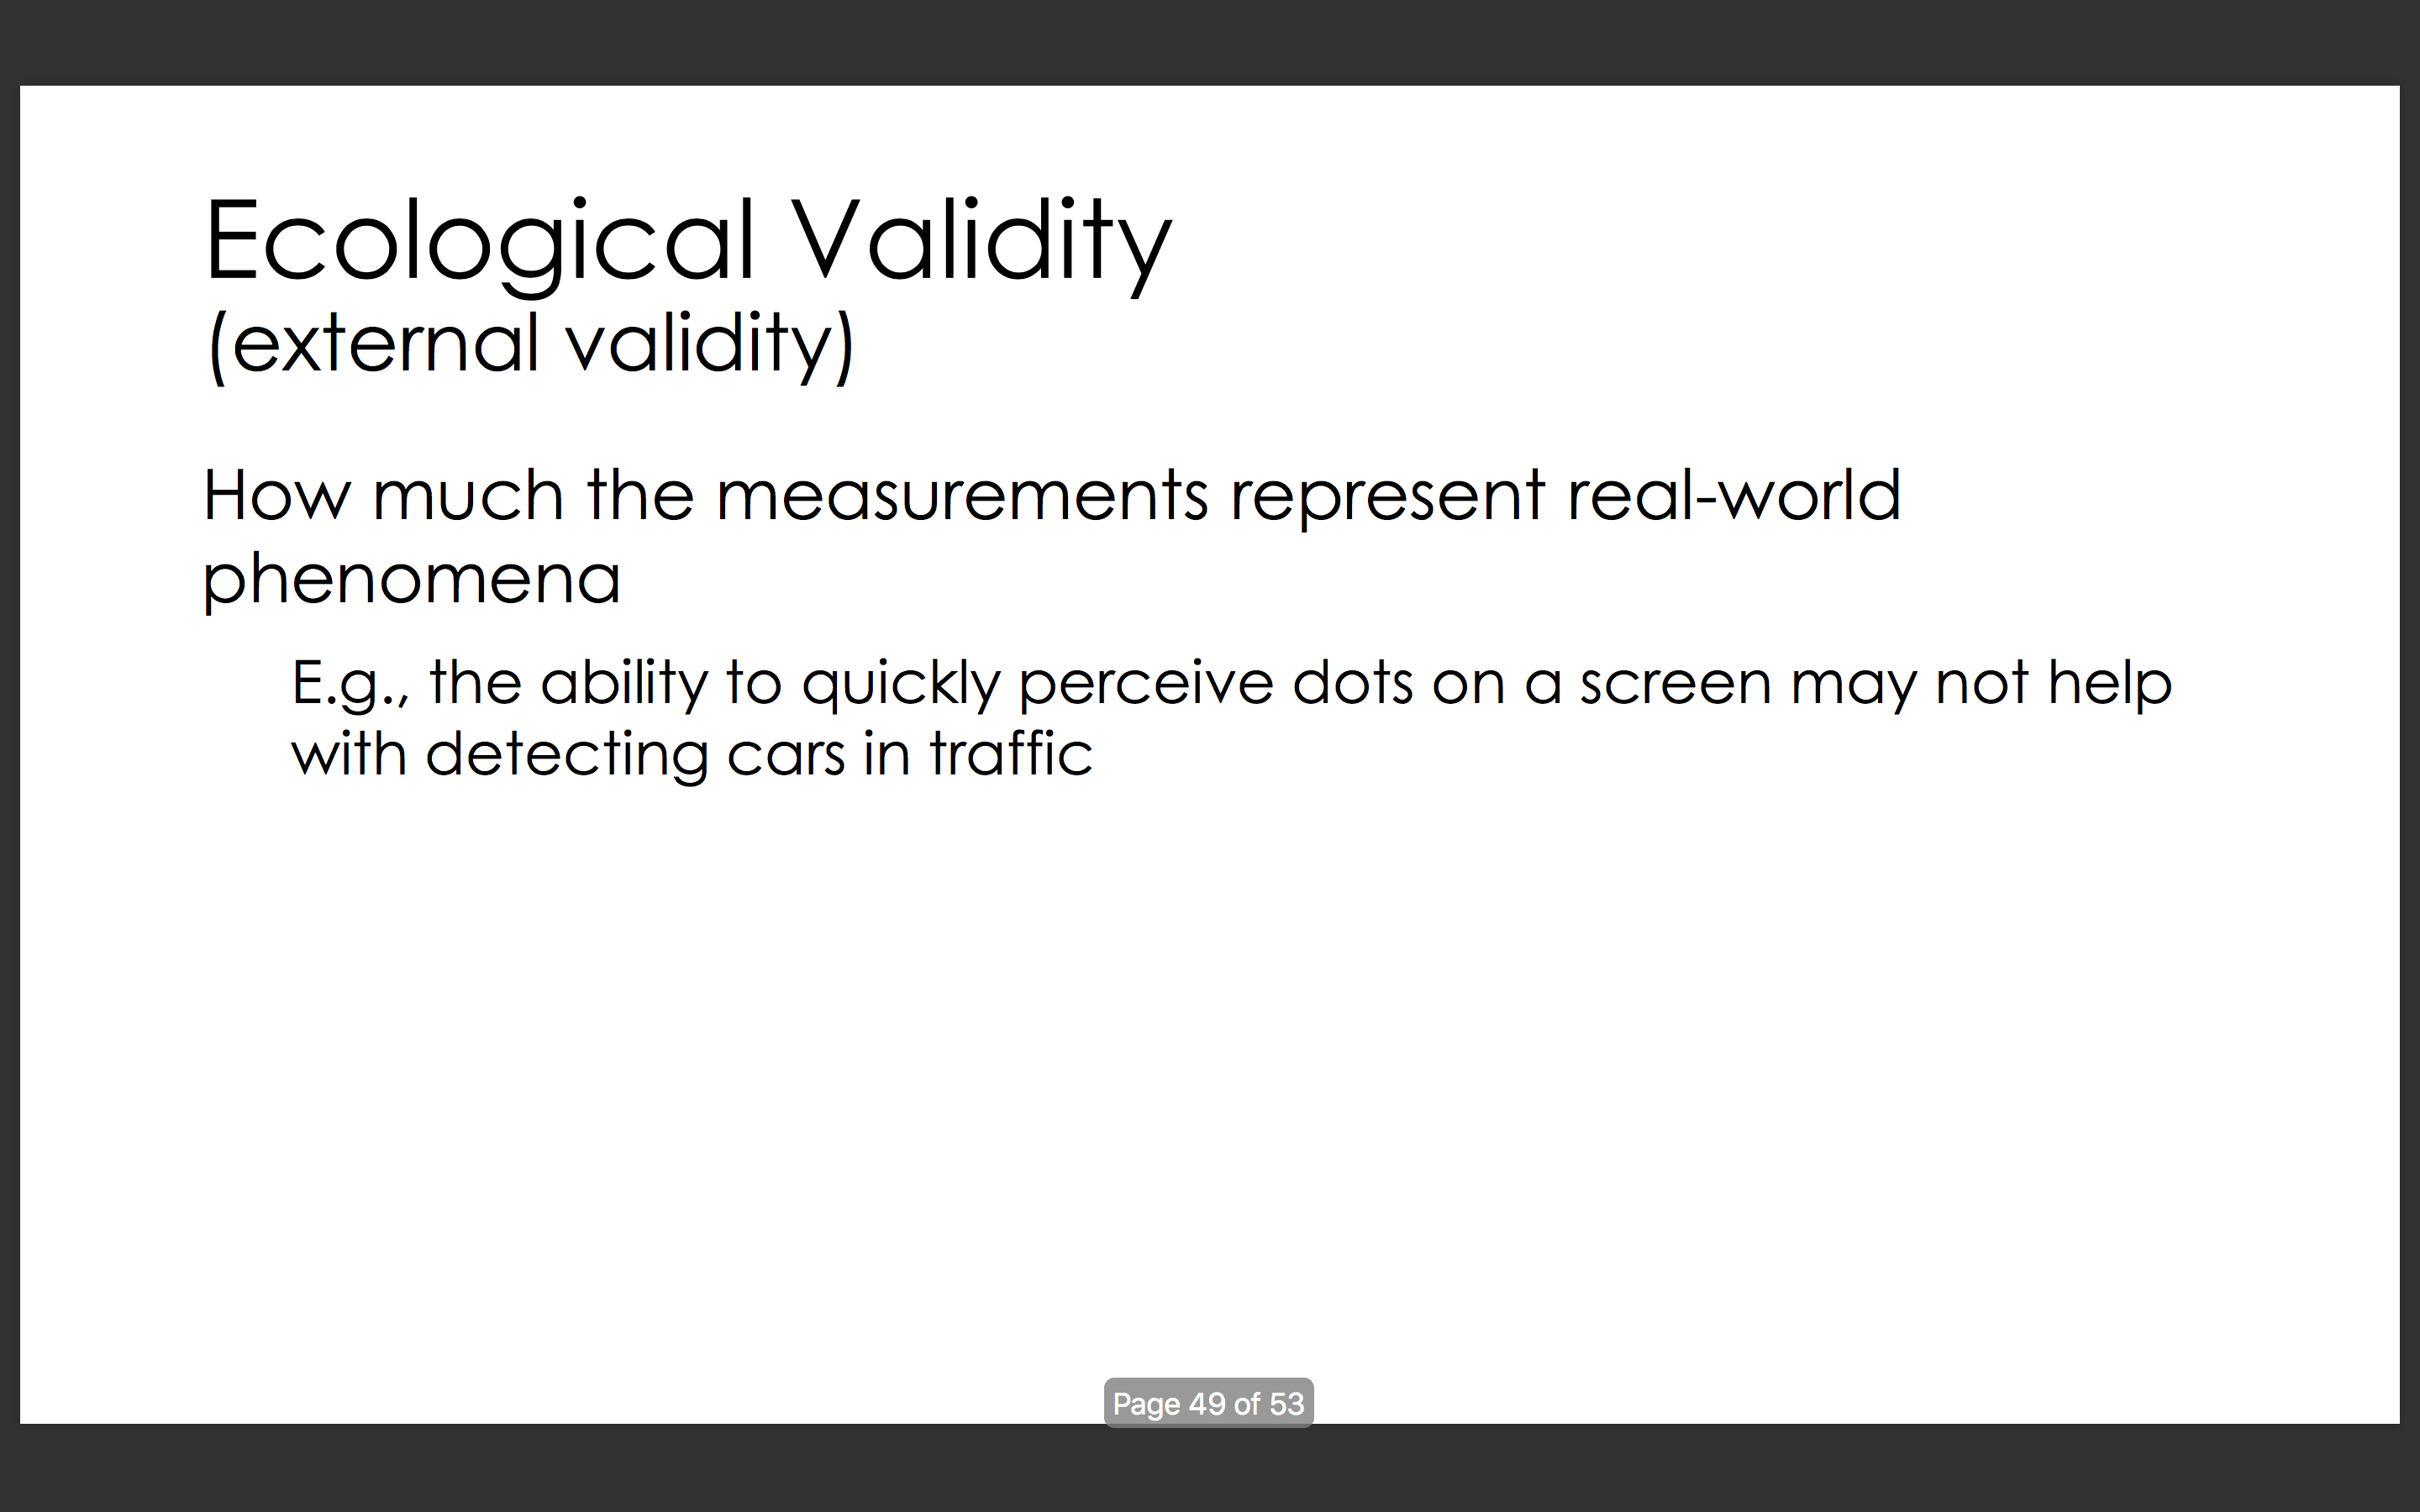 Ecological Validity
(external validity)
How much the measurements represent real-world
phenomena
E.g., the ability to quickly perceive dots on a screen may not help
with detecting cars in traffic
Page 49 of 53